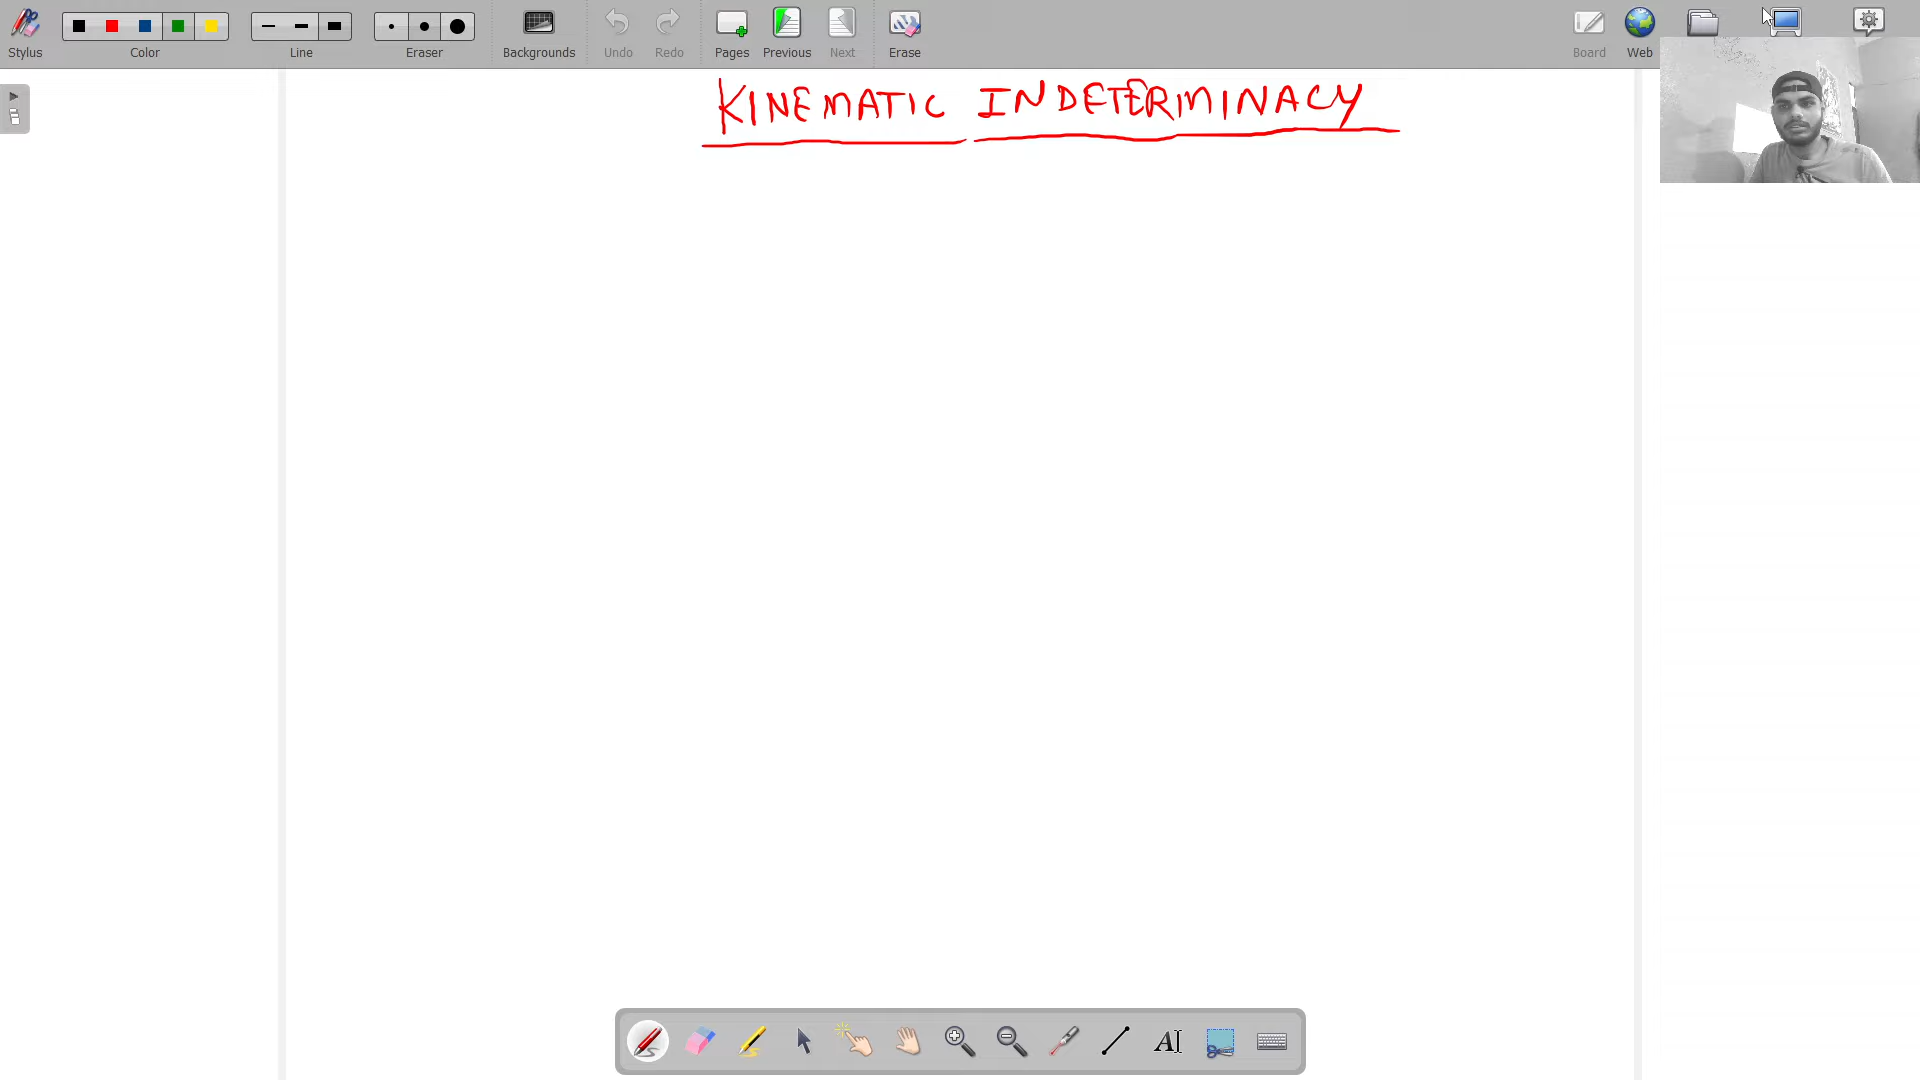 Stylus Color Line Eraser Backgrounds Undo Redo Pages Previous Next Erase Board Web
KINEMATIC INDETERMINACY